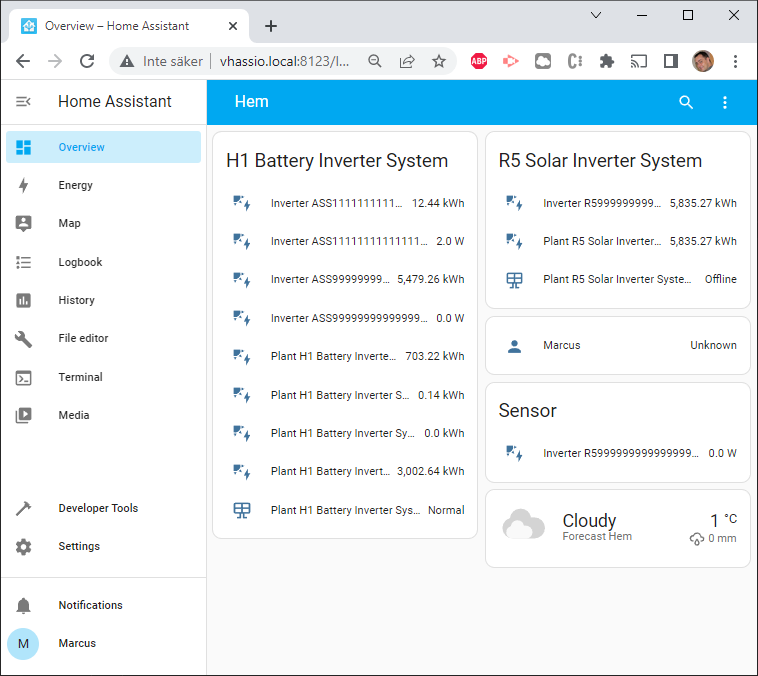 Overview – Home Assistant
Inte säker
vhassio.local:8123/l...
ABP
Home Assistant
Hem
Overview
Energy
Map
Logbook
History
File editor
Terminal
Media
Developer Tools
Settings
Notifications
M
Marcus
H1 Battery Inverter System
Inverter ASS1111111111... 12.44 kWh
Inverter ASS11111111111111... 2.0 W
Inverter ASS99999999... 5,479.26 kWh
Inverter ASS99999999999999... 0.0 W
Plant H1 Battery Inverte... 703.22 kWh
Plant H1 Battery Inverter S... 0.14 kWh
Plant H1 Battery Inverter Sy... 0.0 kWh
Plant H1 Battery Invert... 3,002.64 kWh
Plant H1 Battery Inverter Sys... Normal
R5 Solar Inverter System
Inverter R5999999999... 5,835.27 kWh
Plant R5 Solar Inverter... 5,835.27 kWh
Plant R5 Solar Inverter Syste... Offline
Marcus Unknown
Sensor
Inverter R5999999999999999... 0.0 W
Cloudy 1 °C
Forecast Hem 0 mm